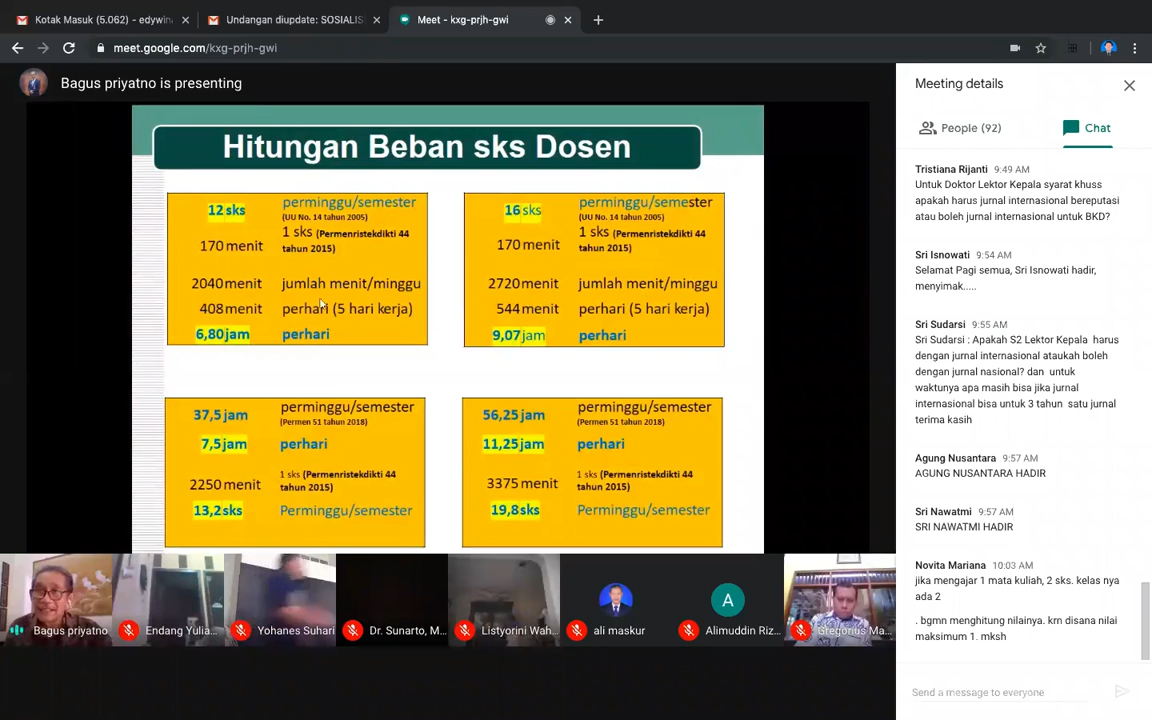 Kotak Masuk (5.062) - edywin
Undangan diupdate: SOSIALIS
Meet - kxg-prjh-gwi
meet.google.com/kxg-prjh-gwi
Bagus priyatno is presenting
Hitungan Beban sks Dosen
12 sks perminggu/semester
(UU No. 14 tahun 2005)
170 menit 1 sks (Permenristekdikti 44
tahun 2015)
2040 menit jumlah menit/minggu
408 menit perhari (5 hari kerja)
6,80 jam perhari
16 sks perminggu/semester
(UU No. 14 tahun 2005)
170 menit 1 sks (Permenristekdikti 44
tahun 2015)
2720 menit jumlah menit/minggu
544 menit perhari (5 hari kerja)
9,07 jam perhari
37,5 jam perminggu/semester
(Permen 51 tahun 2018)
7,5 jam perhari
2250 menit 1 sks (Permenristekdikti 44
tahun 2015)
13,2 sks Perminggu/semester
56,25 jam perminggu/semester
(Permen 51 tahun 2018)
11,25 jam perhari
3375 menit 1 sks (Permenristekdikti 44
tahun 2015)
19,8 sks Perminggu/semester
Bagus priyatno
Endang Yulia...
Yohanes Suhari
Dr. Sunarto, M...
Listyorini Wah...
ali maskur
A
Alimuddin Riz...
Gregorius Ma...
Meeting details
People (92)
Chat
Tristiana Rijanti 9:49 AM
Untuk Doktor Lektor Kepala syarat khuss
apakah harus jurnal internasional bereputasi
atau boleh jurnal internasional untuk BKD?
Sri Isnowati 9:54 AM
Selamat Pagi semua, Sri Isnowati hadir,
menyimak.....
Sri Sudarsi 9:55 AM
Sri Sudarsi : Apakah S2 Lektor Kepala harus
dengan jurnal internasional ataukah boleh
dengan jurnal nasional? dan untuk
waktunya apa masih bisa jika jurnal
internasional bisa untuk 3 tahun satu jurnal
terima kasih
Agung Nusantara 9:57 AM
AGUNG NUSANTARA HADIR
Sri Nawatmi 9:57 AM
SRI NAWATMI HADIR
Novita Mariana 10:03 AM
jika mengajar 1 mata kuliah, 2 sks. kelas nya
ada 2
. bgmn menghitung nilainya. krn disana nilai
maksimum 1. mksh
Send a message to everyone